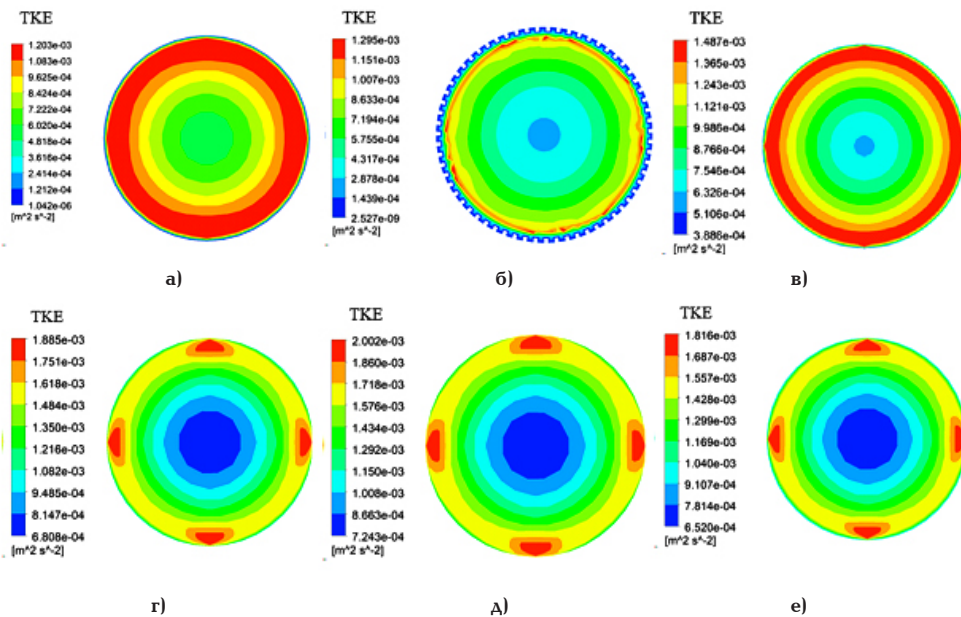 TKE
1.203e-03
1.083e-03
9.625e-04
8.424e-04
7.222e-04
6.020e-04
4.818e-04
3.616e-04
2.414e-04
1.212e-04
1.042e-06
[m^2 s^-2]
а)
TKE
1.295e-03
1.151e-03
1.007e-03
8.633e-04
7.194e-04
5.755e-04
4.317e-04
2.878e-04
1.439e-04
2.527e-09
[m^2 s^-2]
б)
TKE
1.487e-03
1.365e-03
1.243e-03
1.121e-03
9.986e-04
8.766e-04
7.546e-04
6.326e-04
5.106e-04
3.886e-04
[m^2 s^-2]
в)
TKE
1.885e-03
1.751e-03
1.618e-03
1.484e-03
1.350e-03
1.216e-03
1.082e-03
9.485e-04
8.147e-04
6.808e-04
[m^2 s^-2]
г)
TKE
2.002e-03
1.860e-03
1.718e-03
1.576e-03
1.434e-03
1.292e-03
1.150e-03
1.008e-03
8.663e-04
7.243e-04
[m^2 s^-2]
д)
TKE
1.816e-03
1.687e-03
1.557e-03
1.428e-03
1.299e-03
1.169e-03
1.040e-03
9.107e-04
7.814e-04
6.520e-04
[m^2 s^-2]
е)